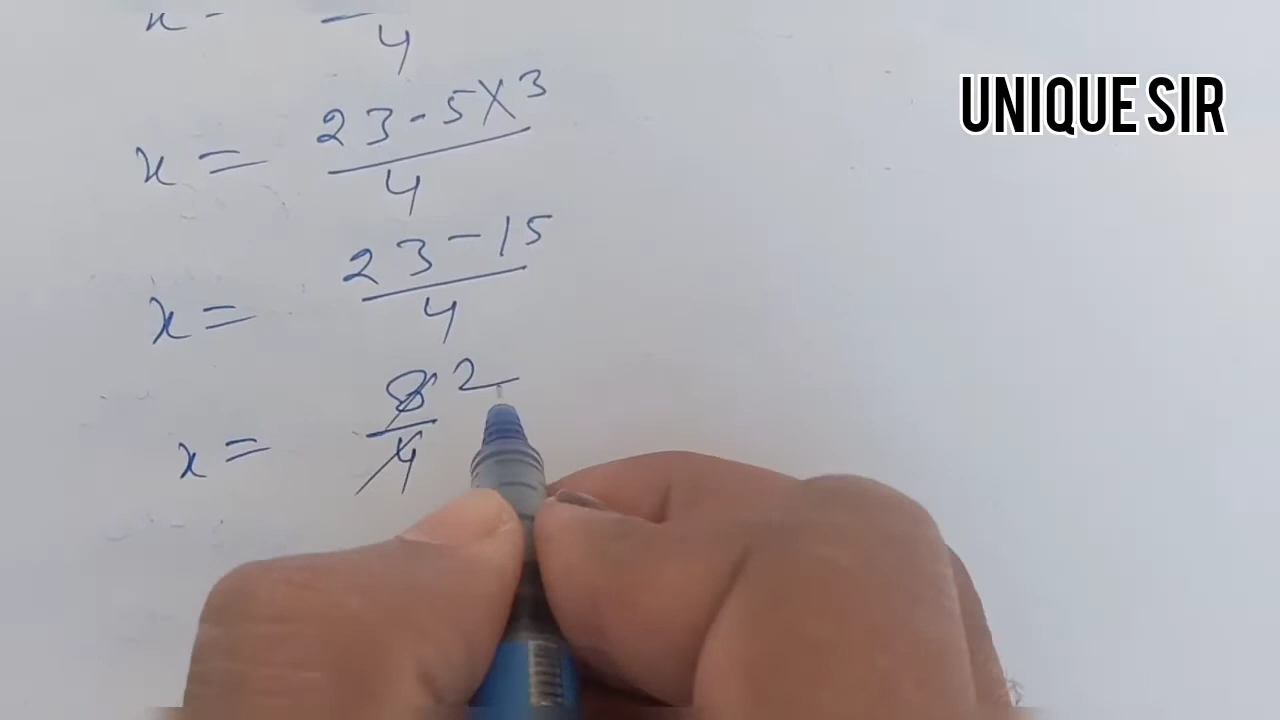 4
UNIQUE SIR
x = 23 - 5X3
4
x = 23 - 15
4
x = 8 2
4